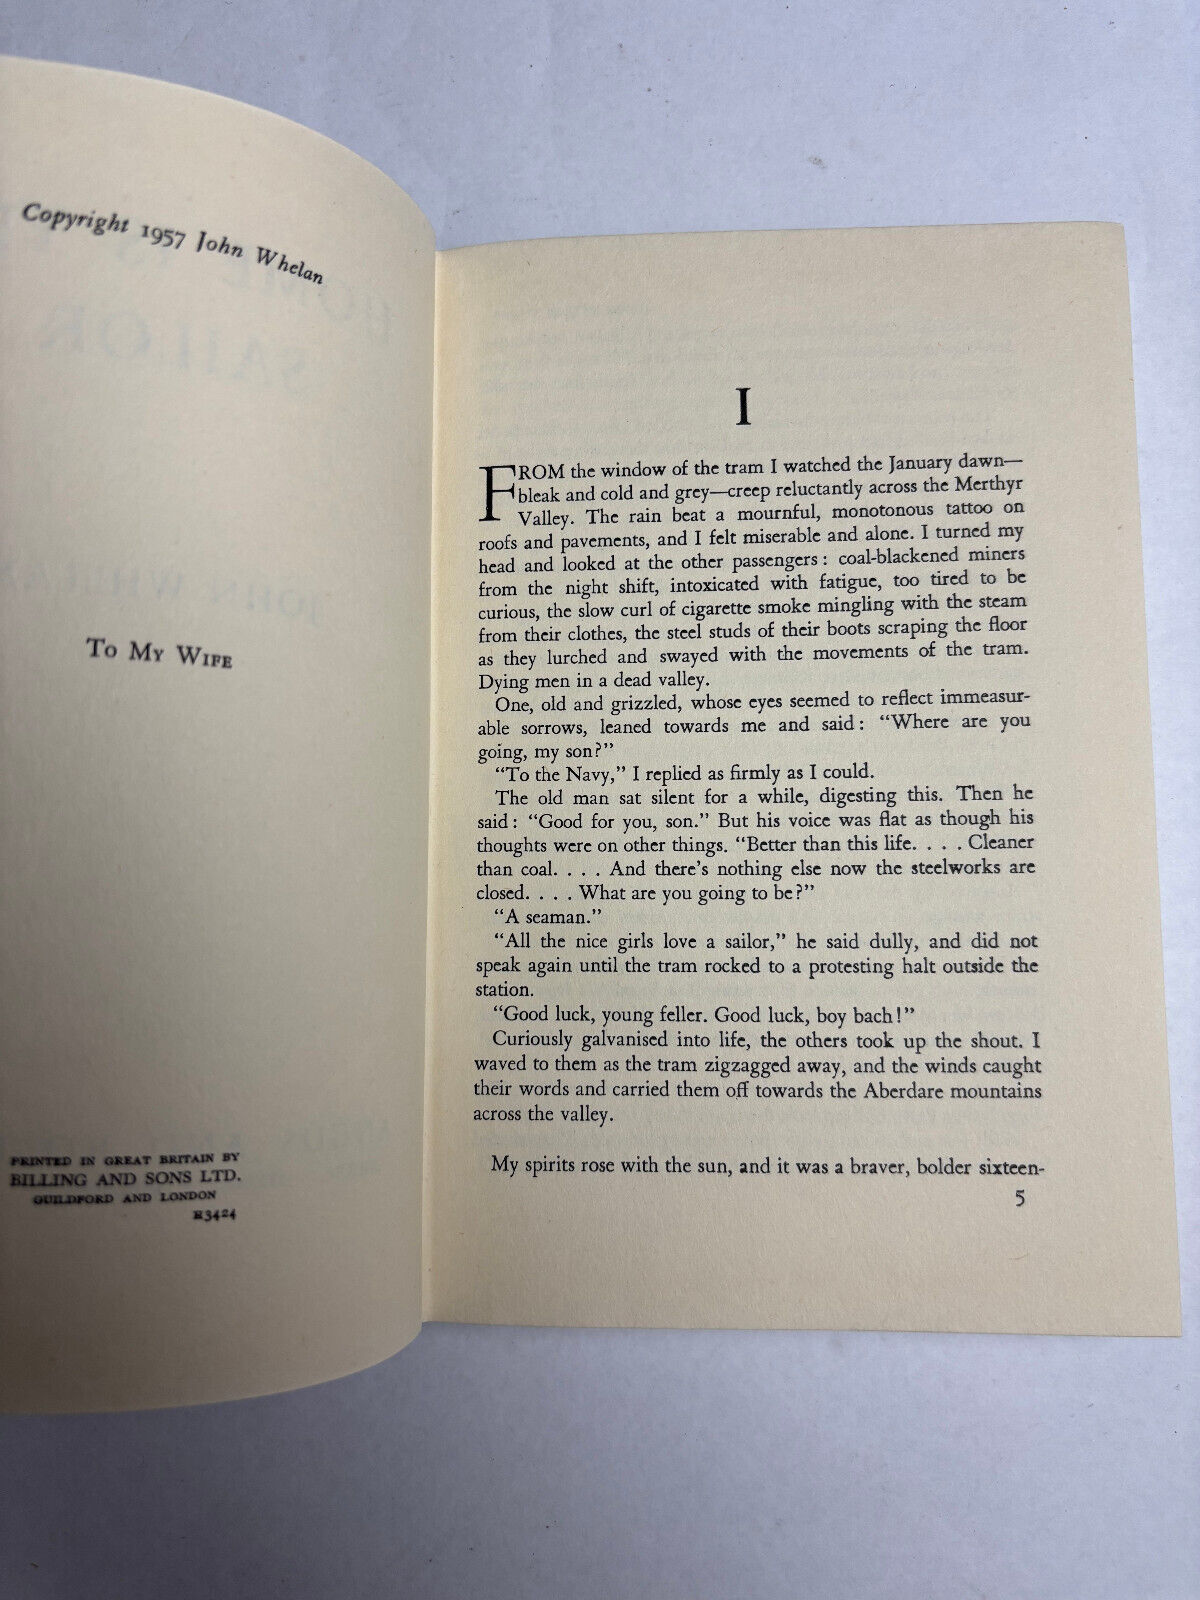 Copyright 1957 John Whelan
To My Wife
PRINTED IN GREAT BRITAIN BY
BILLING AND SONS LTD.
GUILDFORD AND LONDON
H3424
I
FROM the window of the tram I watched the January dawn—
bleak and cold and grey—creep reluctantly across the Merthyr
Valley. The rain beat a mournful, monotonous tattoo on
roofs and pavements, and I felt miserable and alone. I turned my
head and looked at the other passengers: coal-blackened miners
from the night shift, intoxicated with fatigue, too tired to be
curious, the slow curl of cigarette smoke mingling with the steam
from their clothes, the steel studs of their boots scraping the floor
as they lurched and swayed with the movements of the tram.
Dying men in a dead valley.
One, old and grizzled, whose eyes seemed to reflect immeasur-
able sorrows, leaned towards me and said: “Where are you
going, my son?”
“To the Navy,” I replied as firmly as I could.
The old man sat silent for a while, digesting this. Then he
said: “Good for you, son.” But his voice was flat as though his
thoughts were on other things. “Better than this life. . . . Cleaner
than coal. . . . And there’s nothing else now the steelworks are
closed. . . . What are you going to be?”
“A seaman.”
“All the nice girls love a sailor,” he said dully, and did not
speak again until the tram rocked to a protesting halt outside the
station.
“Good luck, young feller. Good luck, boy bach!”
Curiously galvanised into life, the others took up the shout. I
waved to them as the tram zigzagged away, and the winds caught
their words and carried them off towards the Aberdare mountains
across the valley.
My spirits rose with the sun, and it was a braver, bolder sixteen-
5